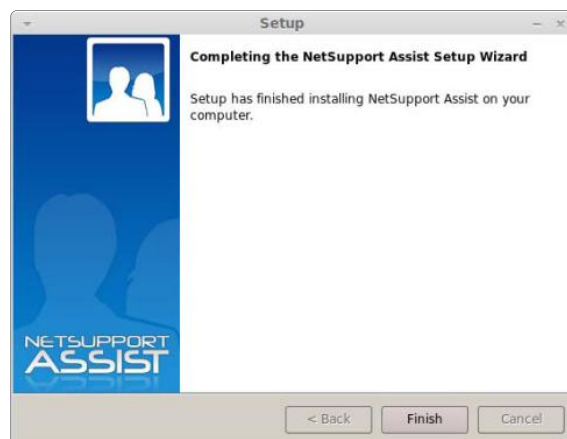 Setup
Completing the NetSupport Assist Setup Wizard
Setup has finished installing NetSupport Assist on your
computer.
NETSUPPORT
ASSIST
< Back
Finish
Cancel